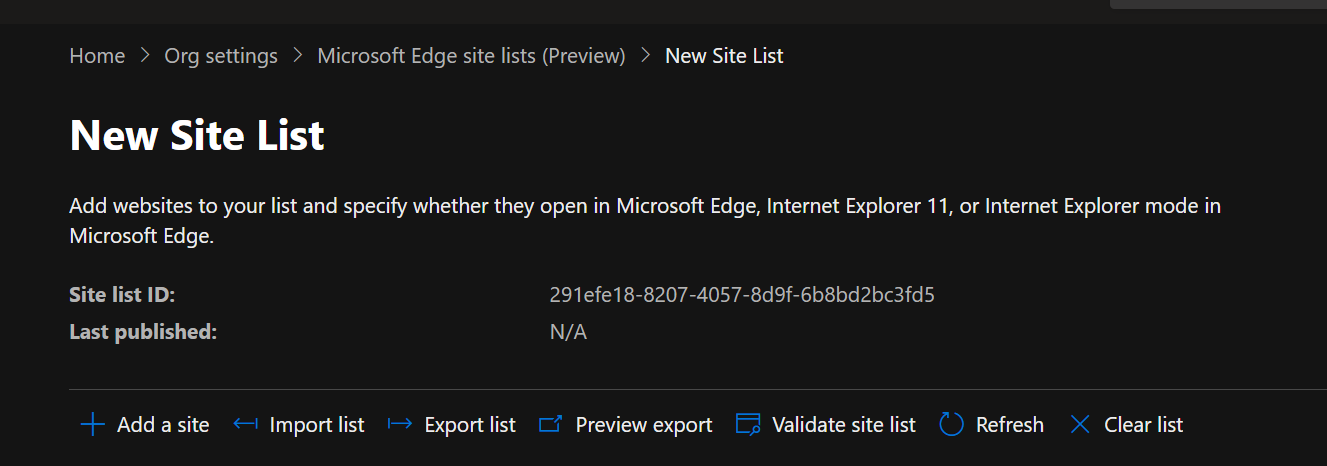 Home > Org settings > Microsoft Edge site lists (Preview) > New Site List
New Site List
Add websites to your list and specify whether they open in Microsoft Edge, Internet Explorer 11, or Internet Explorer mode in
Microsoft Edge.
Site list ID: 291efe18-8207-4057-8d9f-6b8bd2bc3fd5
Last published: N/A
Add a site Import list Export list Preview export Validate site list Refresh Clear list